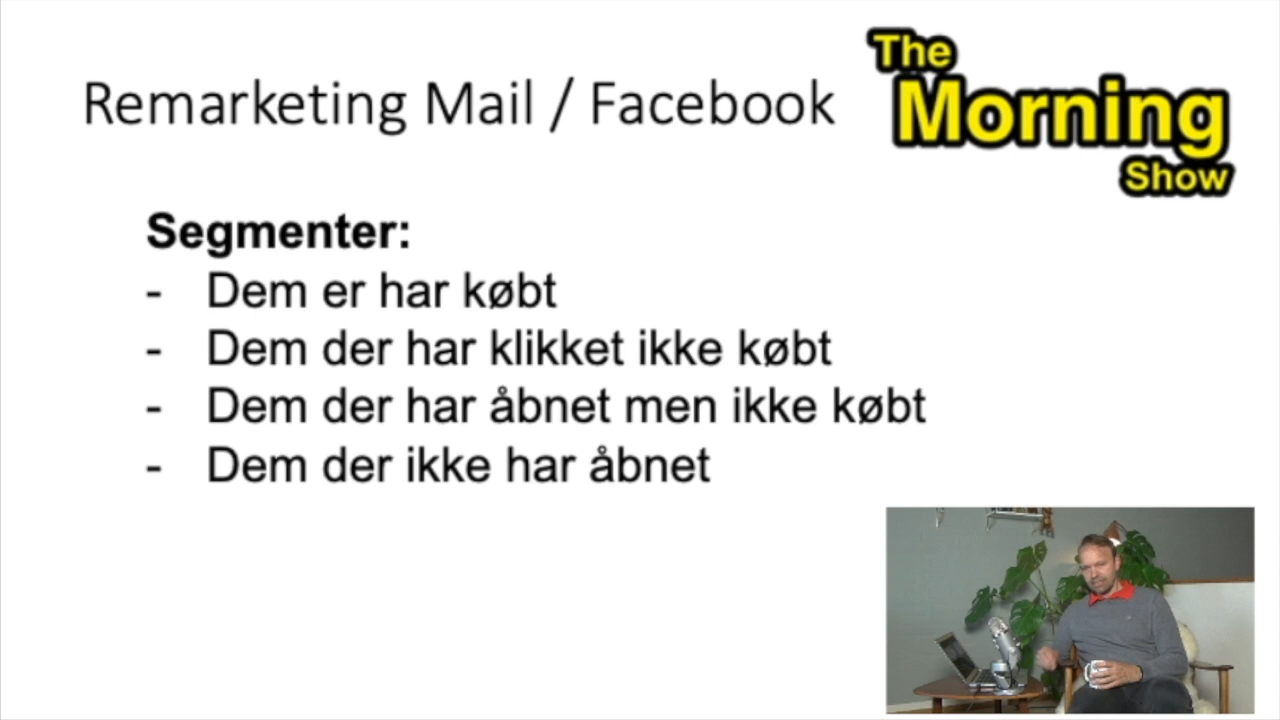 Remarketing Mail / Facebook
The
Morning
Show
Segmenter:
- Dem er har købt
- Dem der har klikket ikke købt
- Dem der har åbnet men ikke købt
- Dem der ikke har åbnet